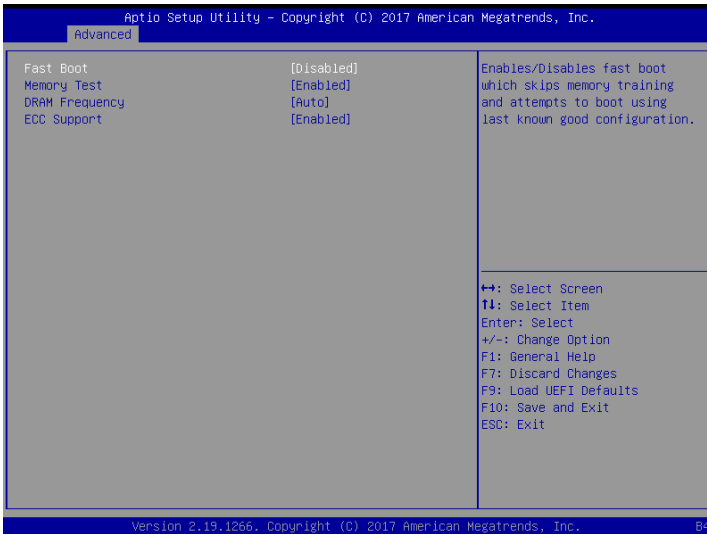 Aptio Setup Utility – Copyright (C) 2017 American Megatrends, Inc.
Advanced
Fast Boot [Disabled]
Memory Test [Enabled]
DRAM Frequency [Auto]
ECC Support [Enabled]
Enables/Disables fast boot
which skips memory training
and attempts to boot using
last known good configuration.
↔: Select Screen
↑↓: Select Item
Enter: Select
+/-: Change Option
F1: General Help
F7: Discard Changes
F9: Load UEFI Defaults
F10: Save and Exit
ESC: Exit
Version 2.19.1266. Copyright (C) 2017 American Megatrends, Inc.
B4